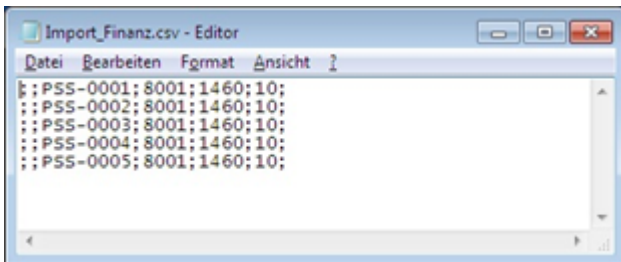 Import_Finanz.csv - Editor
Datei Bearbeiten Format Ansicht ?
;;PSS-0001;8001;1460;10;
;;PSS-0002;8001;1460;10;
;;PSS-0003;8001;1460;10;
;;PSS-0004;8001;1460;10;
;;PSS-0005;8001;1460;10;